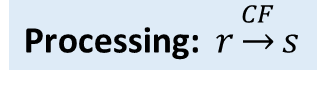 CF
Processing: r → s